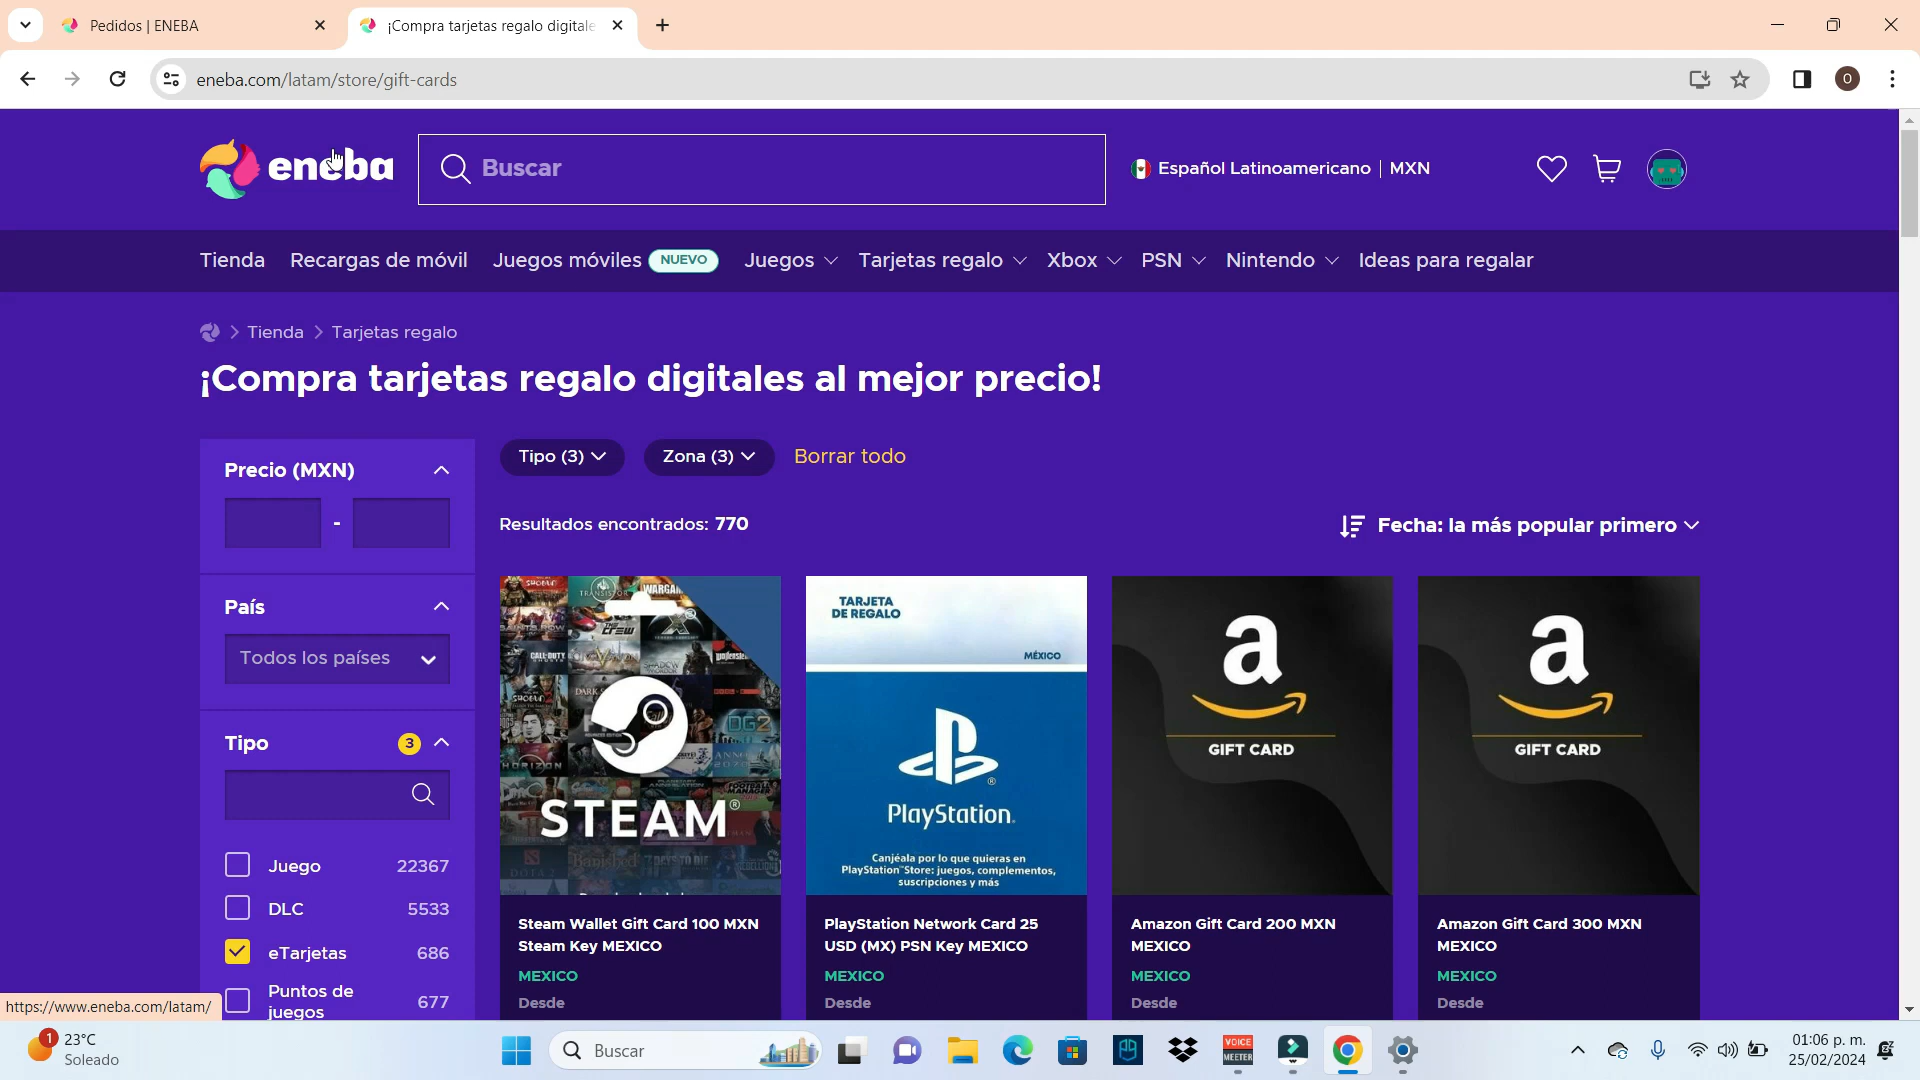 Pedidos | ENEBA
¡Compra tarjetas regalo digitale
eneba.com/latam/store/gift-cards
O
eneba
Buscar
Español Latinoamericano | MXN
Tienda Recargas de móvil Juegos móviles NUEVO Juegos Tarjetas regalo Xbox PSN Nintendo Ideas para regalar
Tienda Tarjetas regalo
¡Compra tarjetas regalo digitales al mejor precio!
Precio (MXN)
-
Tipo (3) Zona (3) Borrar todo
Resultados encontrados: 770
Fecha: la más popular primero
País
Todos los países
Tipo 3
Juego 22367
DLC 5533
eTarjetas 686
Puntos de
juegos 677
STEAM®
Steam Wallet Gift Card 100 MXN
Steam Key MEXICO
MEXICO
Desde
TARJETA
DE REGALO
MÉXICO
PlayStation.
Canjéala por lo que quieras en
PlayStation™Store: juegos, complementos,
suscripciones y más
PlayStation Network Card 25
USD (MX) PSN Key MEXICO
MEXICO
Desde
a
GIFT CARD
Amazon Gift Card 200 MXN
MEXICO
MEXICO
Desde
a
GIFT CARD
Amazon Gift Card 300 MXN
MEXICO
MEXICO
Desde
https://www.eneba.com/latam/
1
23°C
Soleado
Buscar
VOICE
MEETER
01:06 p. m.
25/02/2024